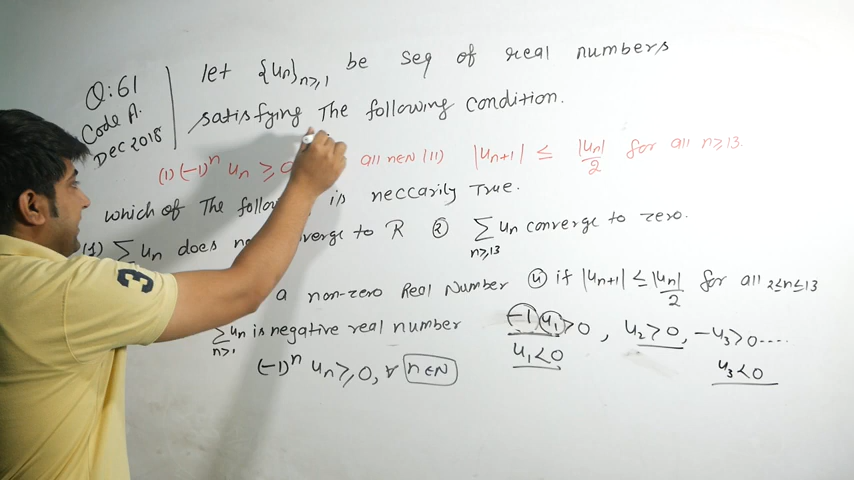 Q:61
Code A.
Dec 2018
let {un}n≥,1 be seq of real numbers
satisfying The following condition.
(1) (-1)^n un ≥ 0 all n∈N (11) |un+1| ≤ |un|/2 for all n≥13.
which of The follow is neccarily True.
(1) ∑ un does no verge to R ② ∑n≥,13 un converge to zero.
a non-zero Real Number ④ if |un+1| ≤ |un|/2 for all 2≤n≤13
∑n>, un is negative real number
(-1)^n un ≥, 0, ∀ n∈N
(-1)u1>0, u2>0, -u3>0....
u1<0
u3<0
3